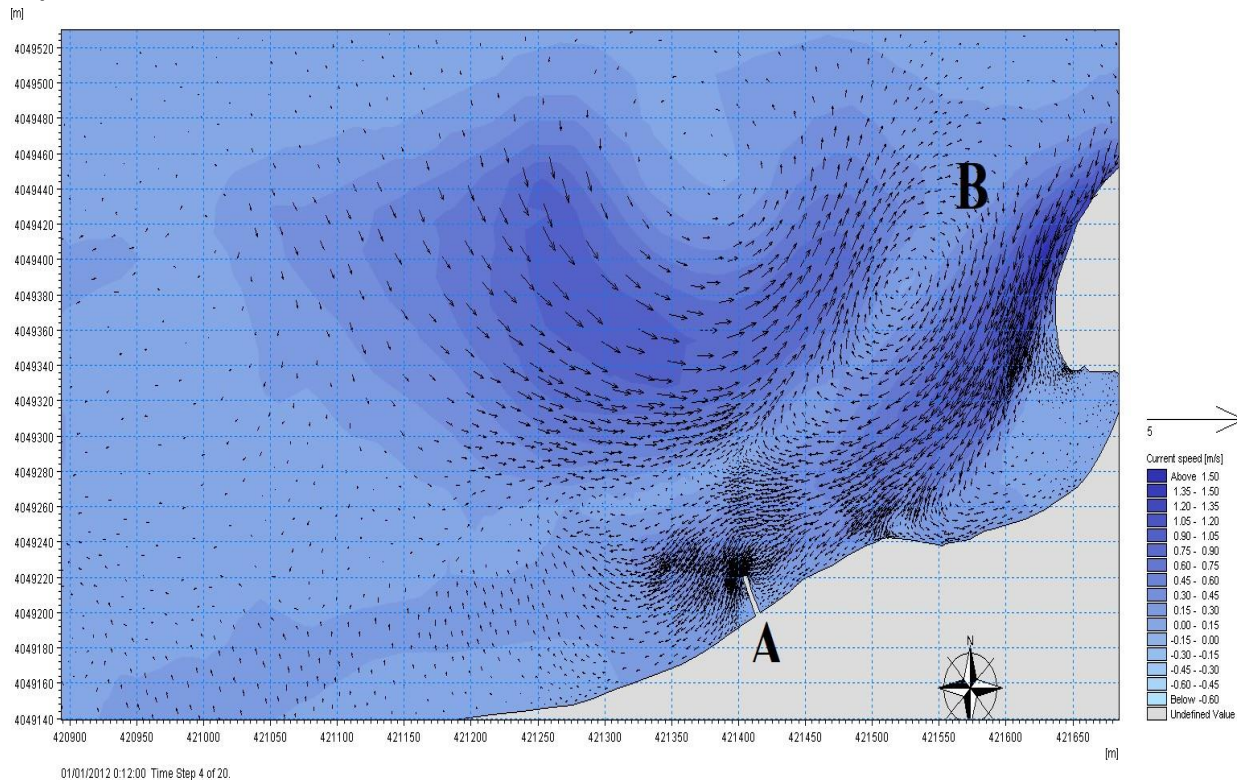 [m]
4049520
4049500
4049480
4049460
4049440
4049420
4049400
4049380
4049360
4049340
4049320
4049300
4049280
4049260
4049240
4049220
4049200
4049180
4049160
4049140
B
A
N
420900 420950 421000 421050 421100 421150 421200 421250 421300 421350 421400 421450 421500 421550 421600 421650
[m]
01/01/2012 0:12:00 Time Step 4 of 20.
5
Current speed [m/s]
Above 1.50
1.35 - 1.50
1.20 - 1.35
1.05 - 1.20
0.90 - 1.05
0.75 - 0.90
0.60 - 0.75
0.45 - 0.60
0.30 - 0.45
0.15 - 0.30
0.00 - 0.15
-0.15 - 0.00
-0.30 - -0.15
-0.45 - -0.30
-0.60 - -0.45
Below -0.60
Undefined Value